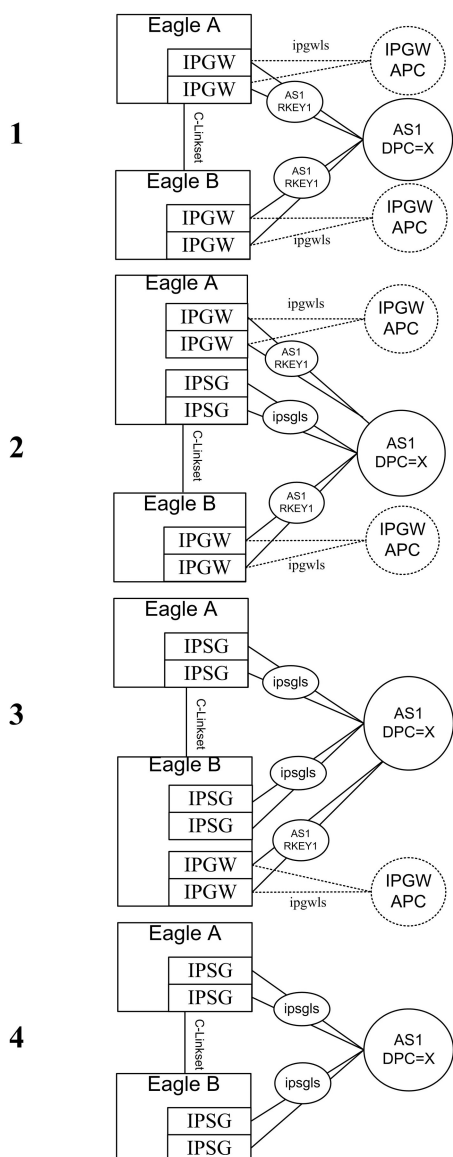 1
Eagle A
IPGW
IPGW
C-Linkset
Eagle B
IPGW
IPGW
ipgwls
AS1
RKEY1
AS1
RKEY1
ipgwls
IPGW
APC
AS1
DPC=X
IPGW
APC
2
Eagle A
IPGW
IPGW
IPSG
IPSG
C-Linkset
Eagle B
IPGW
IPGW
ipgwls
AS1
RKEY1
ipsgls
AS1
RKEY1
ipgwls
IPGW
APC
AS1
DPC=X
IPGW
APC
3
Eagle A
IPSG
IPSG
C-Linkset
Eagle B
IPSG
IPSG
IPGW
IPGW
ipsgls
ipsgls
AS1
RKEY1
ipgwls
AS1
DPC=X
IPGW
APC
4
Eagle A
IPSG
IPSG
C-Linkset
Eagle B
IPSG
IPSG
ipsgls
ipsgls
AS1
DPC=X